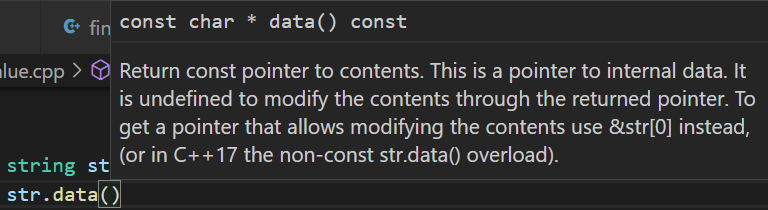 const char * data() const
fin
lue.cpp
Return const pointer to contents. This is a pointer to internal data. It
is undefined to modify the contents through the returned pointer. To
get a pointer that allows modifying the contents use &str[0] instead,
(or in C++17 the non-const str.data() overload).
string st
str.data()